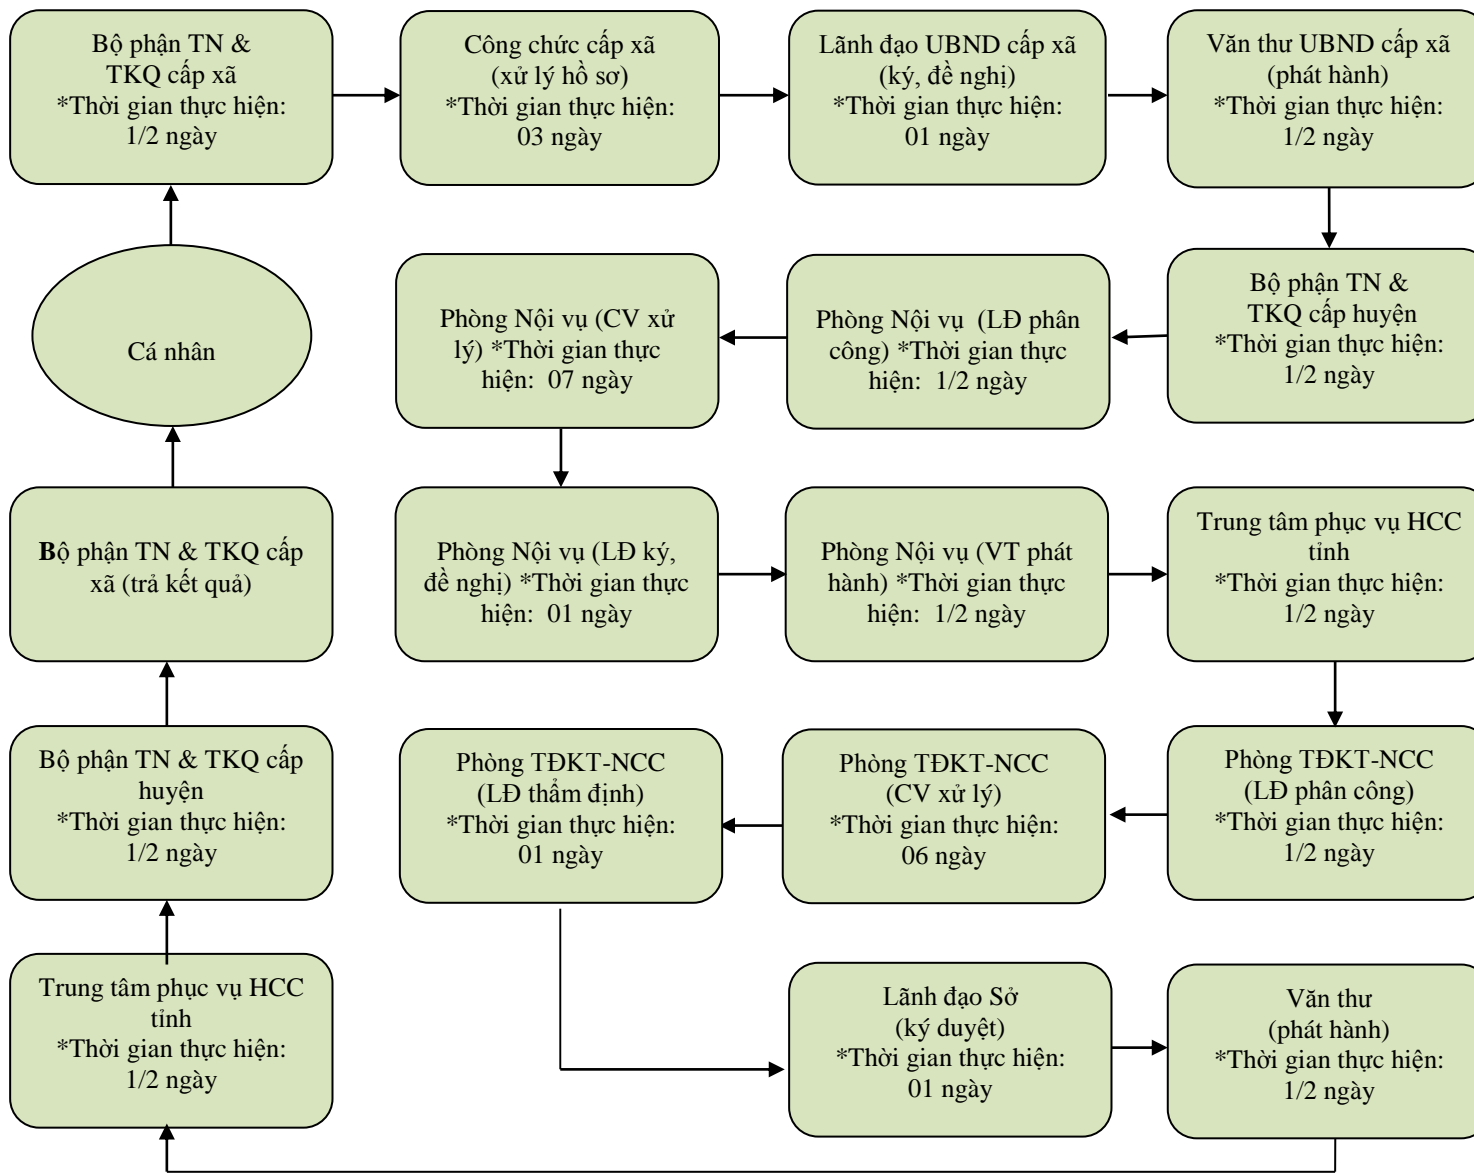 Bộ phận TN &
TKQ cấp xã
*Thời gian thực hiện:
1/2 ngày
Công chức cấp xã
(xử lý hồ sơ)
*Thời gian thực hiện:
03 ngày
Lãnh đạo UBND cấp xã
(ký, đề nghị)
*Thời gian thực hiện:
01 ngày
Văn thư UBND cấp xã
(phát hành)
*Thời gian thực hiện:
1/2 ngày
Cá nhân
Phòng Nội vụ (CV xử
lý) *Thời gian thực
hiện: 07 ngày
Phòng Nội vụ (LĐ phân
công) *Thời gian thực
hiện: 1/2 ngày
Bộ phận TN &
TKQ cấp huyện
*Thời gian thực hiện:
1/2 ngày
Bộ phận TN & TKQ cấp
xã (trả kết quả)
Phòng Nội vụ (LĐ ký,
đề nghị) *Thời gian thực
hiện: 01 ngày
Phòng Nội vụ (VT phát
hành) *Thời gian thực
hiện: 1/2 ngày
Trung tâm phục vụ HCC
tỉnh
*Thời gian thực hiện:
1/2 ngày
Bộ phận TN & TKQ cấp
huyện
*Thời gian thực hiện:
1/2 ngày
Phòng TĐKT-NCC
(LĐ thẩm định)
*Thời gian thực hiện:
01 ngày
Phòng TĐKT-NCC
(CV xử lý)
*Thời gian thực hiện:
06 ngày
Phòng TĐKT-NCC
(LĐ phân công)
*Thời gian thực hiện:
1/2 ngày
Trung tâm phục vụ HCC
tỉnh
*Thời gian thực hiện:
1/2 ngày
Lãnh đạo Sở
(ký duyệt)
*Thời gian thực hiện:
01 ngày
Văn thư
(phát hành)
*Thời gian thực hiện:
1/2 ngày